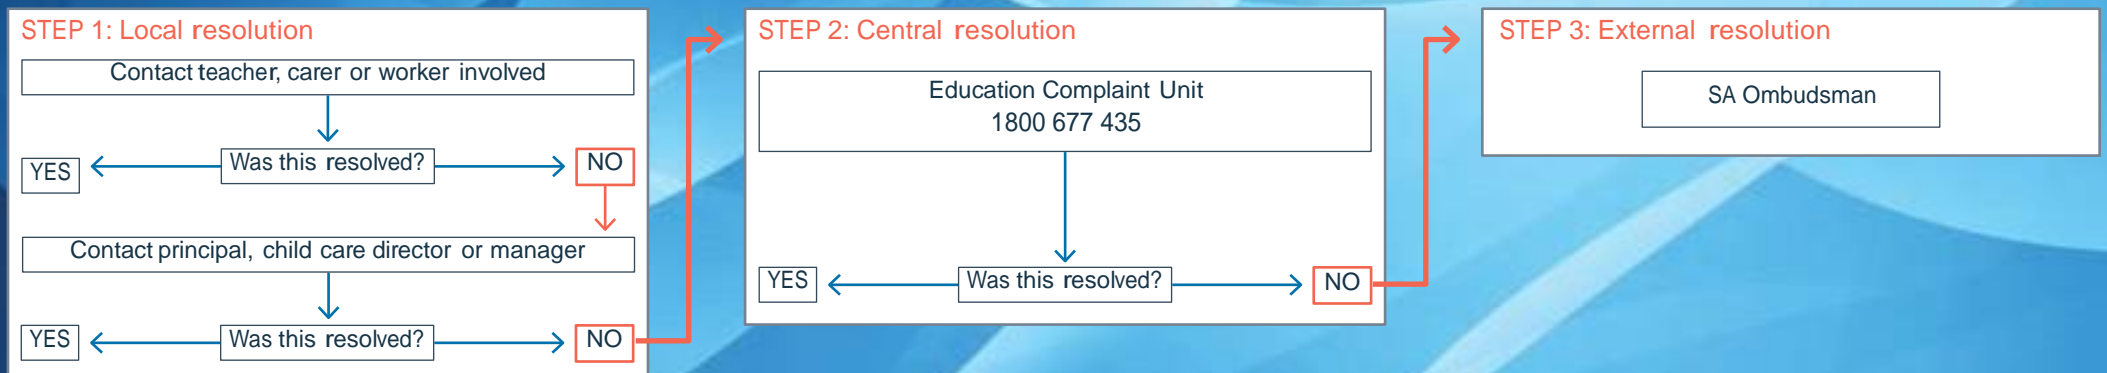 STEP 1: Local resolution
Contact teacher, carer or worker involved
Was this resolved?
YES
NO
Contact principal, child care director or manager
Was this resolved?
YES
NO
STEP 2: Central resolution
Education Complaint Unit
1800 677 435
Was this resolved?
YES
NO
STEP 3: External resolution
SA Ombudsman